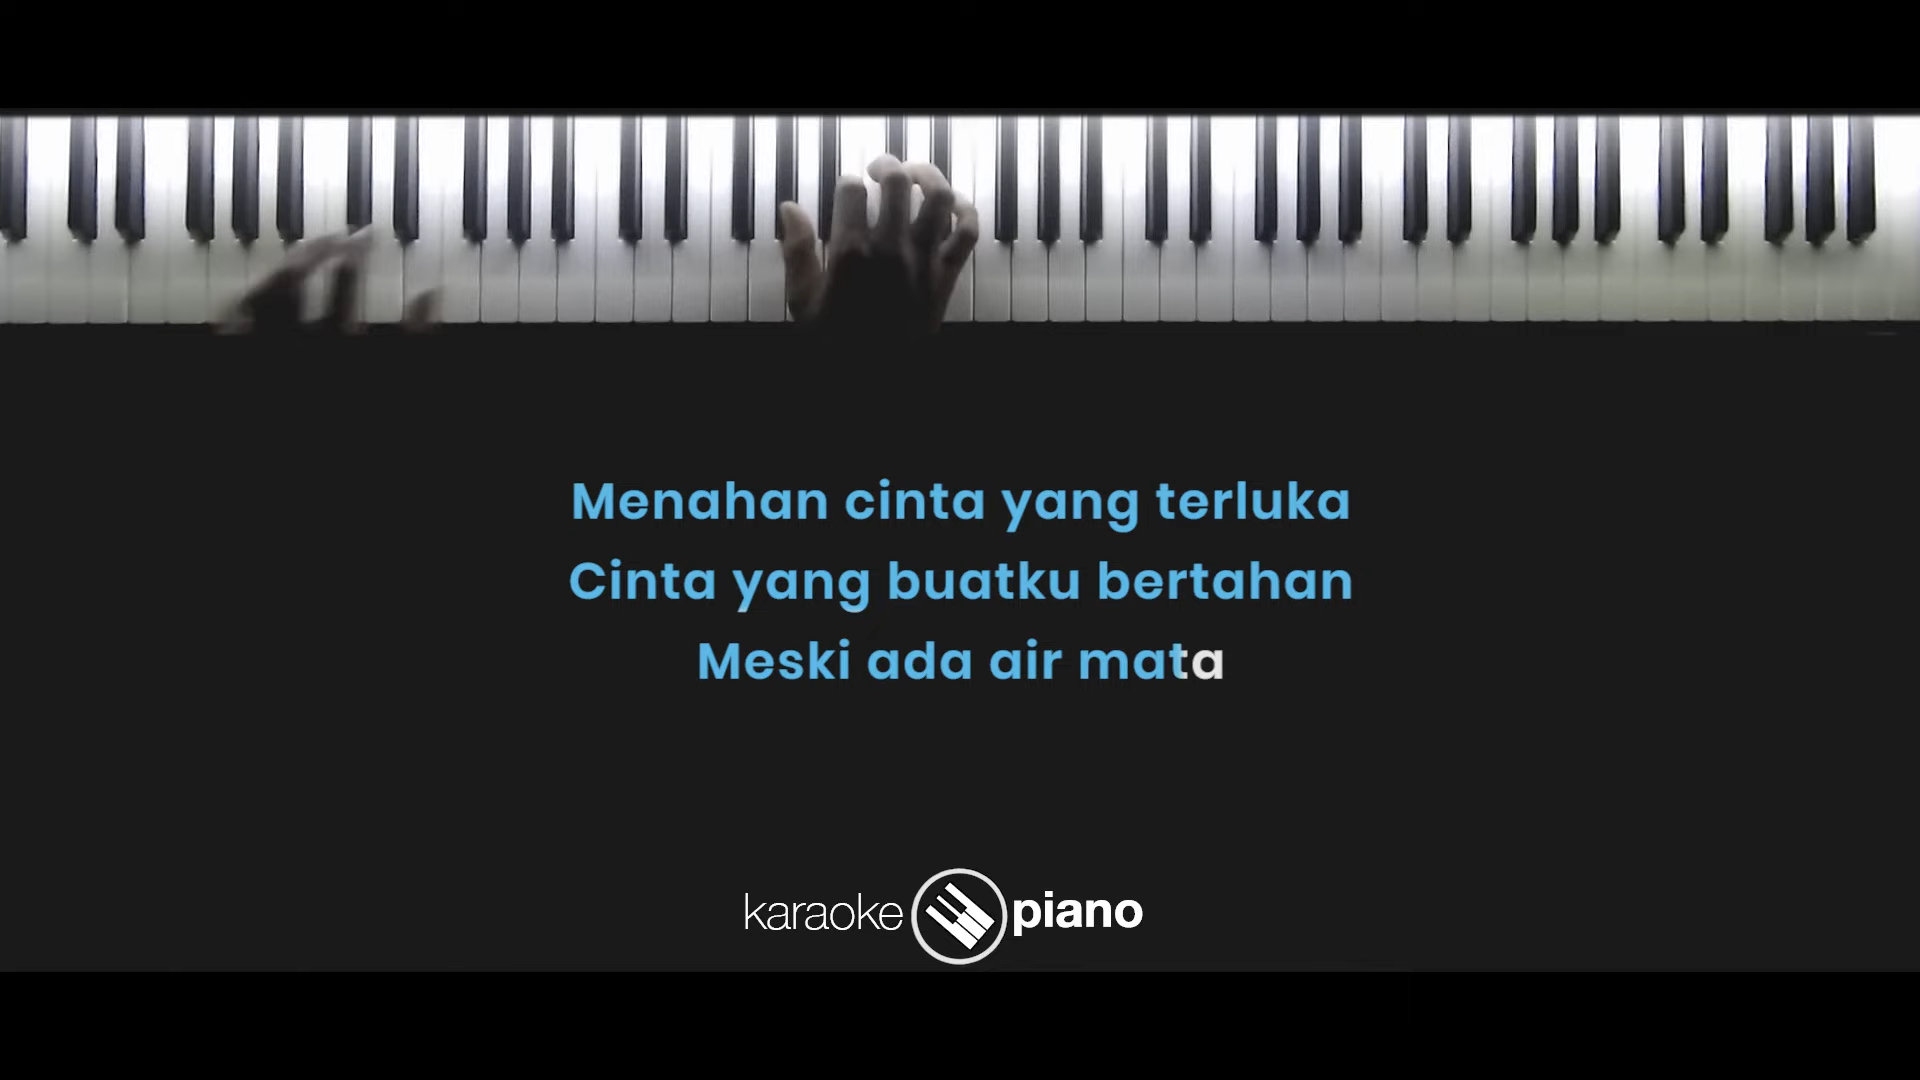 Menahan cinta yang terluka
Cinta yang buatku bertahan
Meski ada air mata
karaoke piano